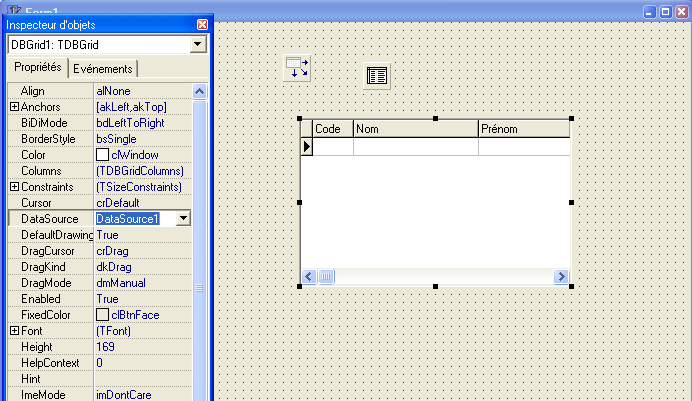 Form1
Inspecteur d'objets
DBGrid1: TDBGrid
Propriétés Evénements
Align alNone
Anchors [akLeft,akTop]
BiDiMode bdLeftToRight
BorderStyle bsSingle
Color clWindow
Columns (TDBGridColumns)
Constraints (TSizeConstraints)
Cursor crDefault
DataSource DataSource1
DefaultDrawing True
DragCursor crDrag
DragKind dkDrag
DragMode dmManual
Enabled True
FixedColor clBtnFace
Font (TFont)
Height 169
HelpContext 0
Hint
ImeMode imDontCare
Code Nom Prénom